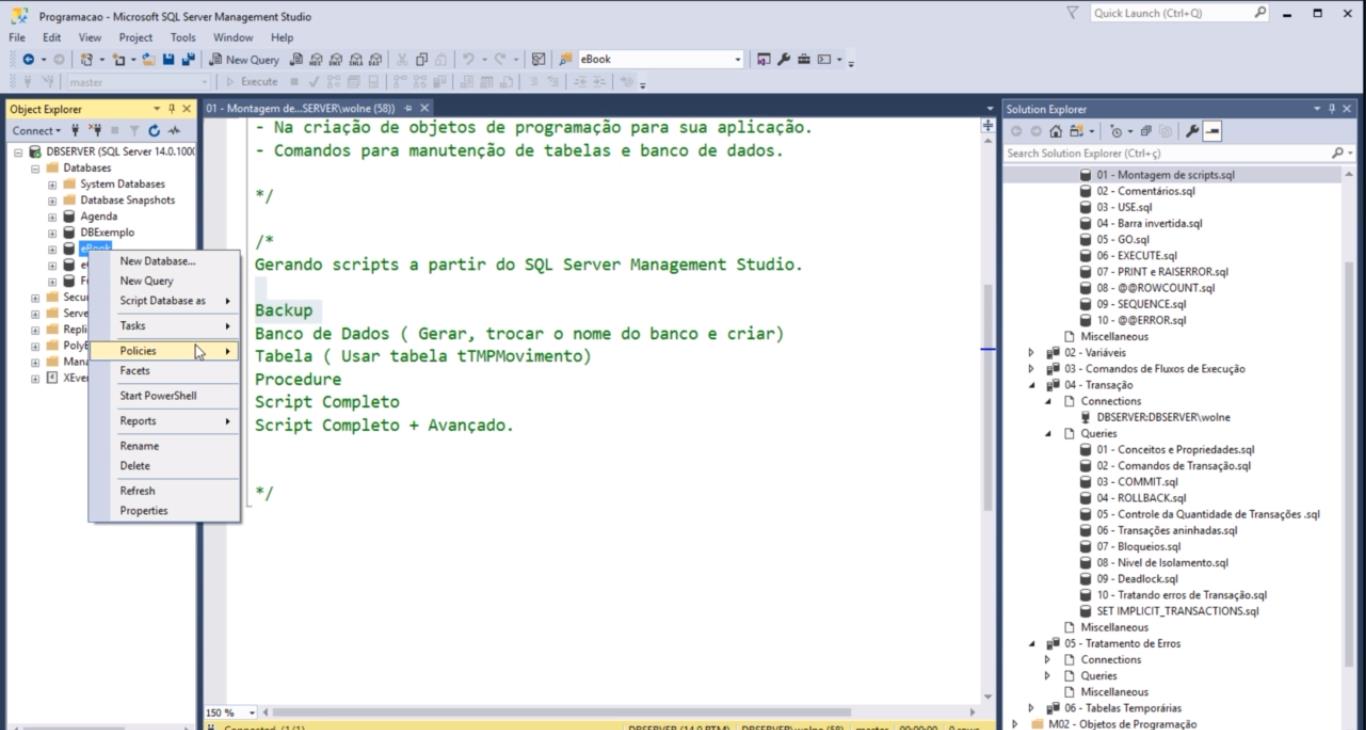 Programacao - Microsoft SQL Server Management Studio
Quick Launch (Ctrl+Q)
File Edit View Project Tools Window Help
New Query
eBook
master
Execute
Object Explorer
Connect
DBSERVER (SQL Server 14.0.1000
Databases
System Databases
Database Snapshots
Agenda
DBExemplo
eBook
Secu
Serve
Repli
PolyB
Mana
XEven
New Database...
New Query
Script Database as
Tasks
Policies
Facets
Start PowerShell
Reports
Rename
Delete
Refresh
Properties
01 - Montagem de...SERVER\wolne (58))
- Na criação de objetos de programação para sua aplicação.
- Comandos para manutenção de tabelas e banco de dados.
*/
/*
Gerando scripts a partir do SQL Server Management Studio.
Backup
Banco de Dados ( Gerar, trocar o nome do banco e criar)
Tabela ( Usar tabela tTMPMovimento)
Procedure
Script Completo
Script Completo + Avançado.
*/
150 %
Connected. (1/1)
DBSERVER (14.0 RTM) DBSERVER\wolne (58) master 00:00:00 0 rows
Solution Explorer
Search Solution Explorer (Ctrl+ç)
01 - Montagem de scripts.sql
02 - Comentários.sql
03 - USE.sql
04 - Barra invertida.sql
05 - GO.sql
06 - EXECUTE.sql
07 - PRINT e RAISERROR.sql
08 - @@ROWCOUNT.sql
09 - SEQUENCE.sql
10 - @@ERROR.sql
Miscellaneous
02 - Variáveis
03 - Comandos de Fluxos de Execução
04 - Transação
Connections
DBSERVER:DBSERVER\wolne
Queries
01 - Conceitos e Propriedades.sql
02 - Comandos de Transação.sql
03 - COMMIT.sql
04 - ROLLBACK.sql
05 - Controle da Quantidade de Transações .sql
06 - Transações aninhadas.sql
07 - Bloqueios.sql
08 - Nivel de Isolamento.sql
09 - Deadlock.sql
10 - Tratando erros de Transação.sql
SET IMPLICIT_TRANSACTIONS.sql
Miscellaneous
05 - Tratamento de Erros
Connections
Queries
Miscellaneous
06 - Tabelas Temporárias
M02 - Objetos de Programação